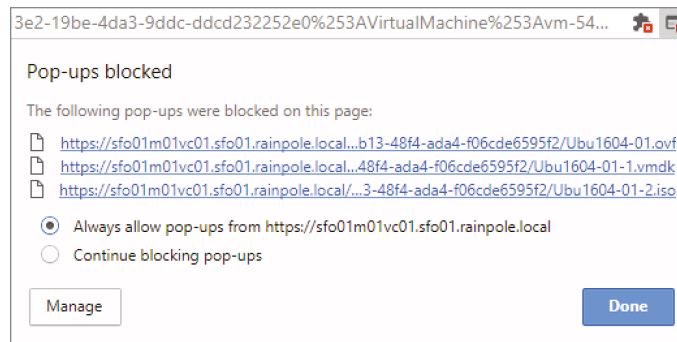 3e2-19be-4da3-9ddc-ddcd232252e0%253AVirtualMachine%253Avm-54...
Pop-ups blocked
The following pop-ups were blocked on this page:
https://sfo01m01vc01.sfo01.rainpole.local...b13-48f4-ada4-f06cde6595f2/Ubu1604-01.ovf
https://sfo01m01vc01.sfo01.rainpole.local...48f4-ada4-f06cde6595f2/Ubu1604-01-1.vmdk
https://sfo01m01vc01.sfo01.rainpole.local/...3-48f4-ada4-f06cde6595f2/Ubu1604-01-2.iso
Always allow pop-ups from https://sfo01m01vc01.sfo01.rainpole.local
Continue blocking pop-ups
Manage
Done